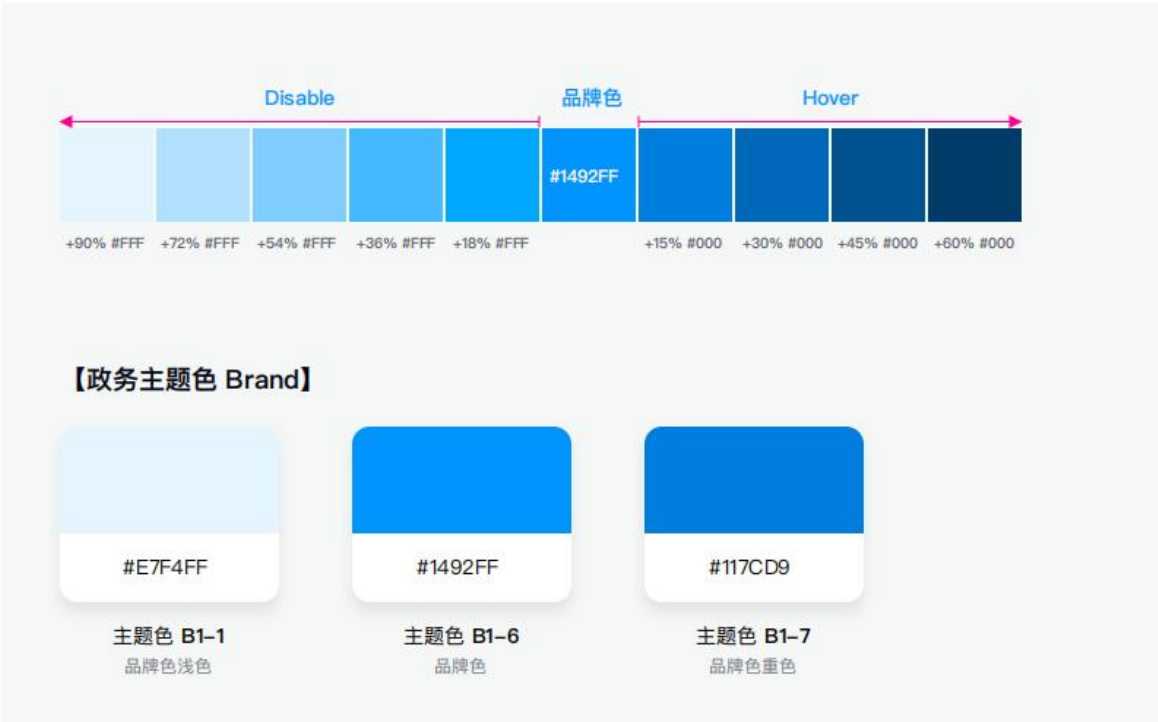 Disable 品牌色 Hover
#1492FF
+90% #FFF +72% #FFF +54% #FFF +36% #FFF +18% #FFF +15% #000 +30% #000 +45% #000 +60% #000
【政务主题色 Brand】
#E7F4FF #1492FF #117CD9
主题色 B1-1 主题色 B1-6 主题色 B1-7
品牌色浅色 品牌色 品牌色重色